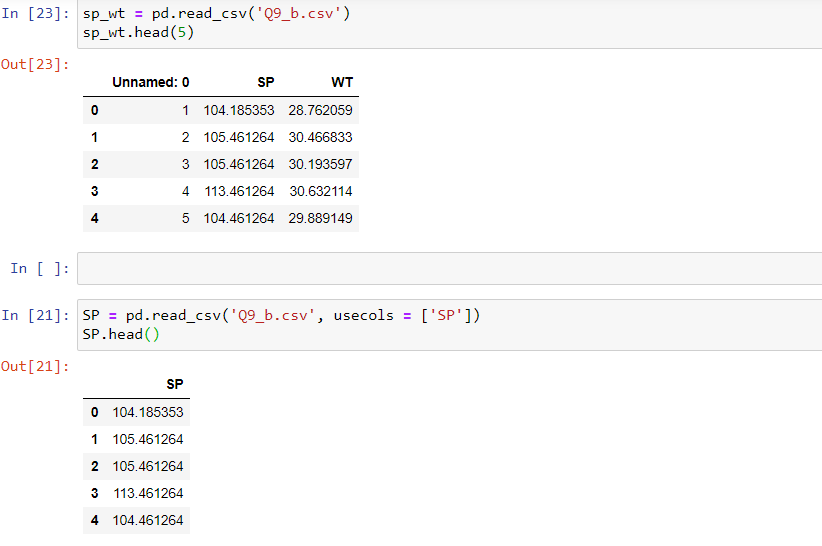 In [23]: sp_wt = pd.read_csv('Q9_b.csv')
sp_wt.head(5)
Out[23]:
Unnamed: 0 SP WT
0 1 104.185353 28.762059
1 2 105.461264 30.466833
2 3 105.461264 30.193597
3 4 113.461264 30.632114
4 5 104.461264 29.889149
In [ ]:
In [21]: SP = pd.read_csv('Q9_b.csv', usecols = ['SP'])
SP.head()
Out[21]:
SP
0 104.185353
1 105.461264
2 105.461264
3 113.461264
4 104.461264